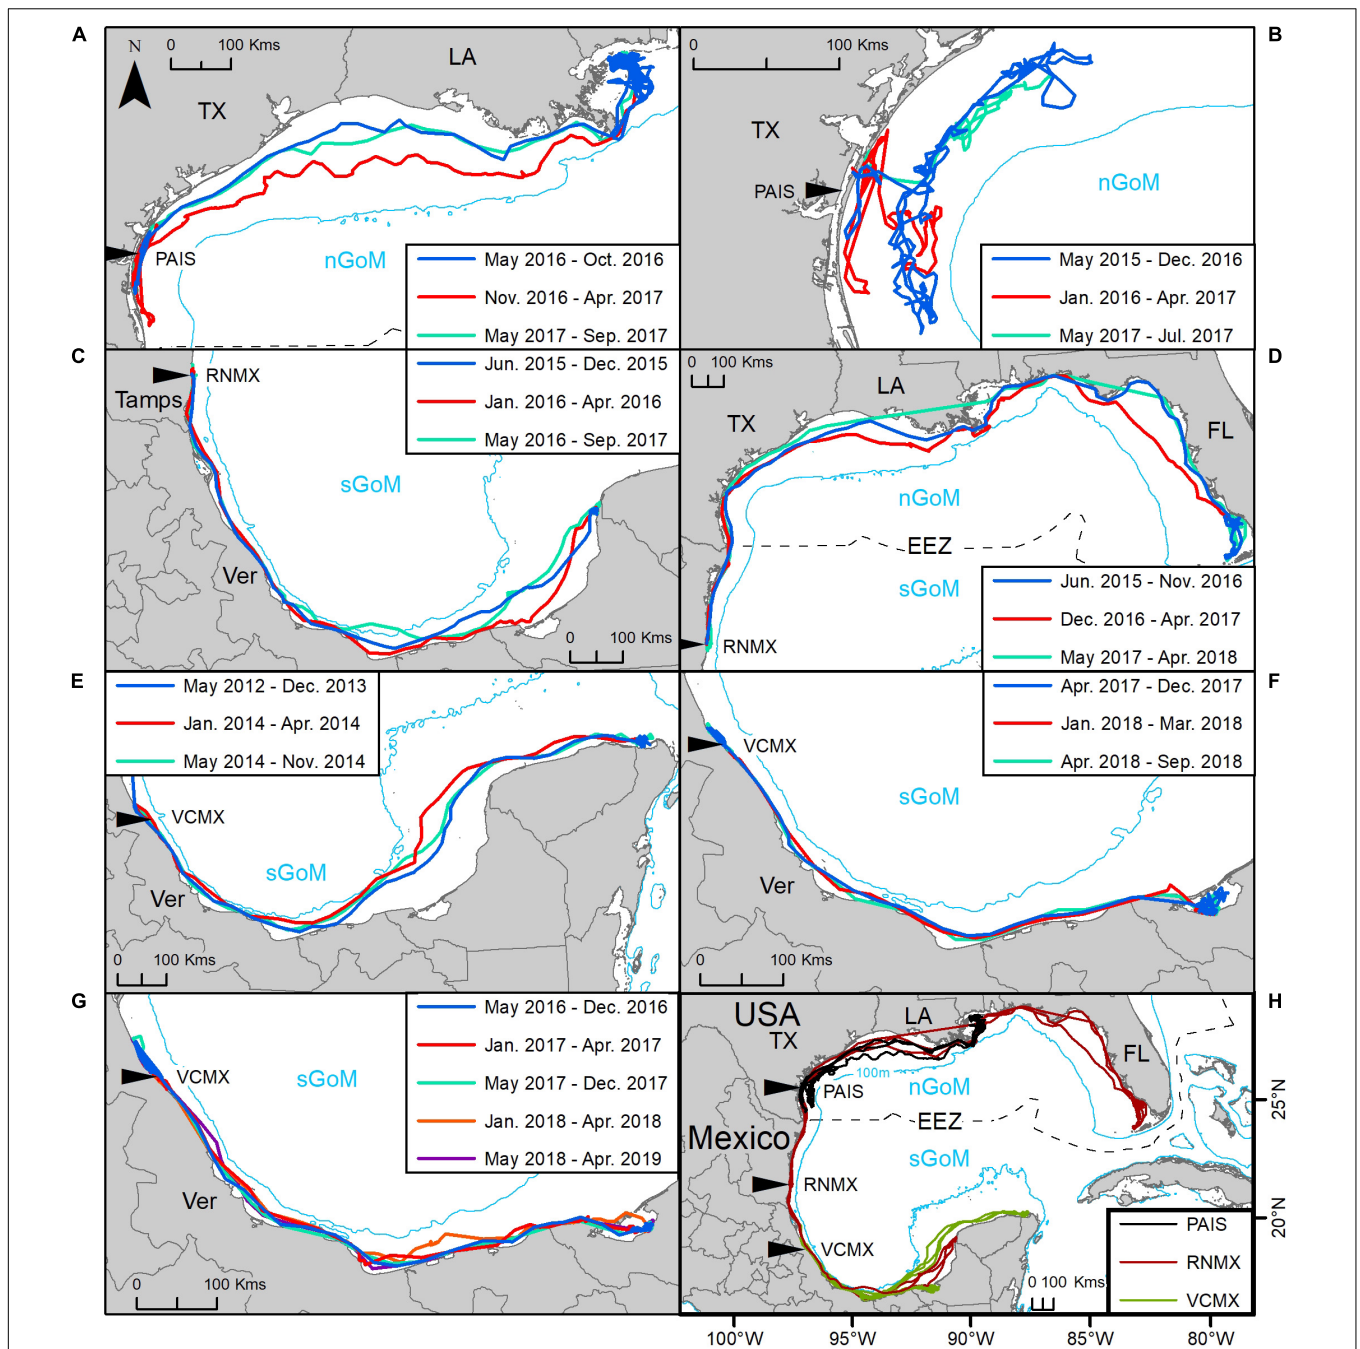 A
N
0 100 Kms
LA
TX
PAIS
nGoM
May 2016 - Oct. 2016
Nov. 2016 - Apr. 2017
May 2017 - Sep. 2017
B
0 100 Kms
TX
PAIS
nGoM
May 2015 - Dec. 2016
Jan. 2016 - Apr. 2017
May 2017 - Jul. 2017
C
RNMX
Tamps
sGoM
Ver
Jun. 2015 - Dec. 2015
Jan. 2016 - Apr. 2016
May 2016 - Sep. 2017
0 100 Kms
D
0 100 Kms
LA
TX
FL
nGoM
EEZ
sGoM
RNMX
Jun. 2015 - Nov. 2016
Dec. 2016 - Apr. 2017
May 2017 - Apr. 2018
E
May 2012 - Dec. 2013
Jan. 2014 - Apr. 2014
May 2014 - Nov. 2014
VCMX
sGoM
Ver
0 100 Kms
F
Apr. 2017 - Dec. 2017
Jan. 2018 - Mar. 2018
Apr. 2018 - Sep. 2018
VCMX
sGoM
Ver
0 100 Kms
G
May 2016 - Dec. 2016
Jan. 2017 - Apr. 2017
May 2017 - Dec. 2017
Jan. 2018 - Apr. 2018
May 2018 - Apr. 2019
VCMX
sGoM
Ver
0 100 Kms
H
USA
LA
TX
FL
100m
PAIS
nGoM
EEZ
Mexico
sGoM
RNMX
VCMX
0 100 Kms
PAIS
RNMX
VCMX
25°N
20°N
100°W 95°W 90°W 85°W 80°W